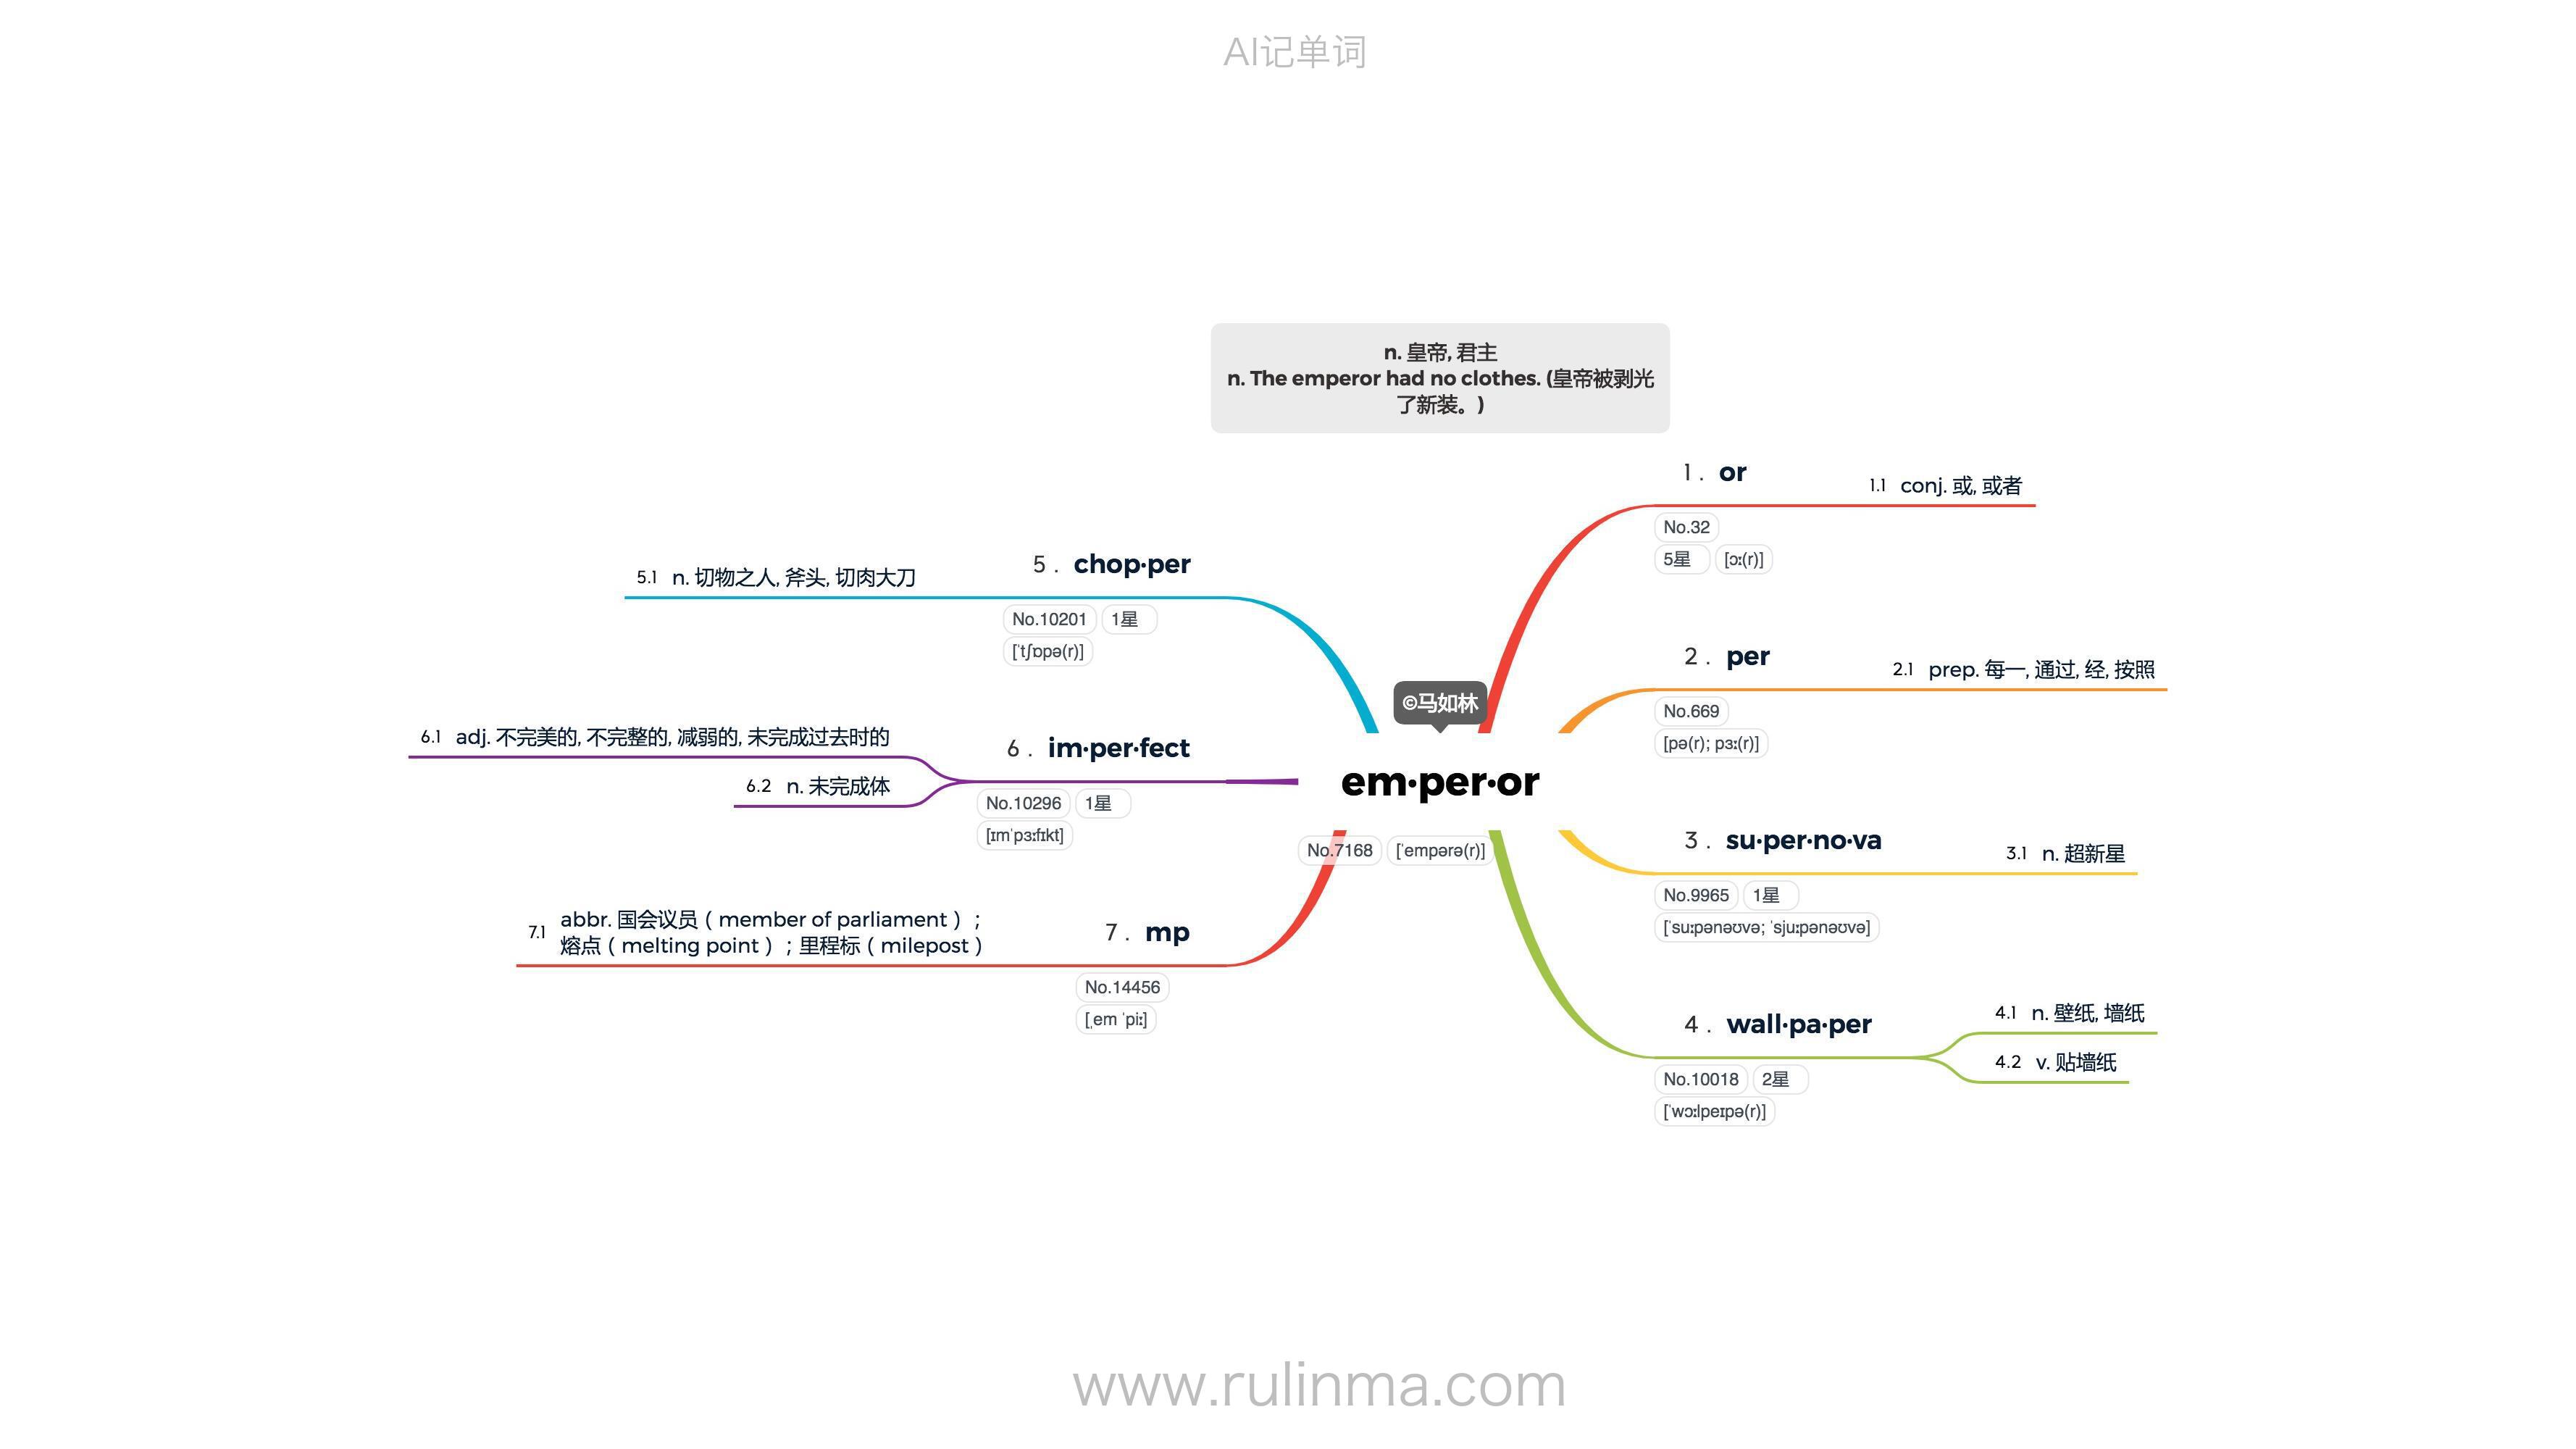 AI记单词
n. 皇帝, 君主
n. The emperor had no clothes. (皇帝被剥光
了新装。)
©马如林
em·per·or
No.7168 [ˈempərə(r)]
1 . or
1.1 conj. 或, 或者
No.32
5星 [ɔː(r)]
2 . per
2.1 prep. 每一, 通过, 经, 按照
No.669
[pə(r); pɜː(r)]
3 . su·per·no·va
3.1 n. 超新星
No.9965 1星
[ˈsuːpənəʊvə; ˈsjuːpənəʊvə]
4 . wall·pa·per
4.1 n. 壁纸, 墙纸
4.2 v. 贴墙纸
No.10018 2星
[ˈwɔːlpeɪpə(r)]
5 . chop·per
5.1 n. 切物之人, 斧头, 切肉大刀
No.10201 1星
[ˈtʃɒpə(r)]
6 . im·per·fect
6.1 adj. 不完美的, 不完整的, 减弱的, 未完成过去时的
6.2 n. 未完成体
No.10296 1星
[ɪmˈpɜːfɪkt]
7 . mp
7.1 abbr. 国会议员（member of parliament）；
熔点（melting point）；里程标（milepost）
No.14456
[ˌem ˈpiː]
www.rulinma.com